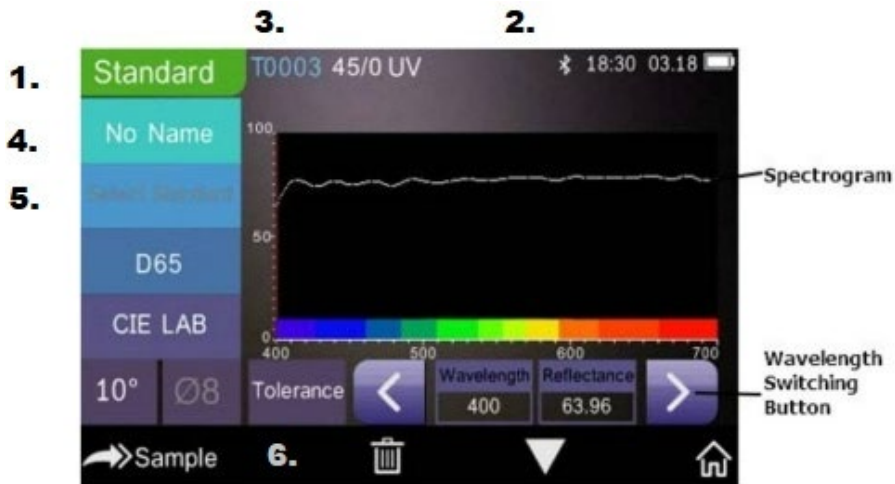 3. 2.
1. Standard T0003 45/0 UV 18:30 03.18
4. No Name 100
5. Select Standard
Spectrogram
50
D65
CIE LAB
0
400 500 600 700
10° Ø8 Tolerance Wavelength Reflectance
400 63.96
Wavelength
Switching
Button
Sample 6.